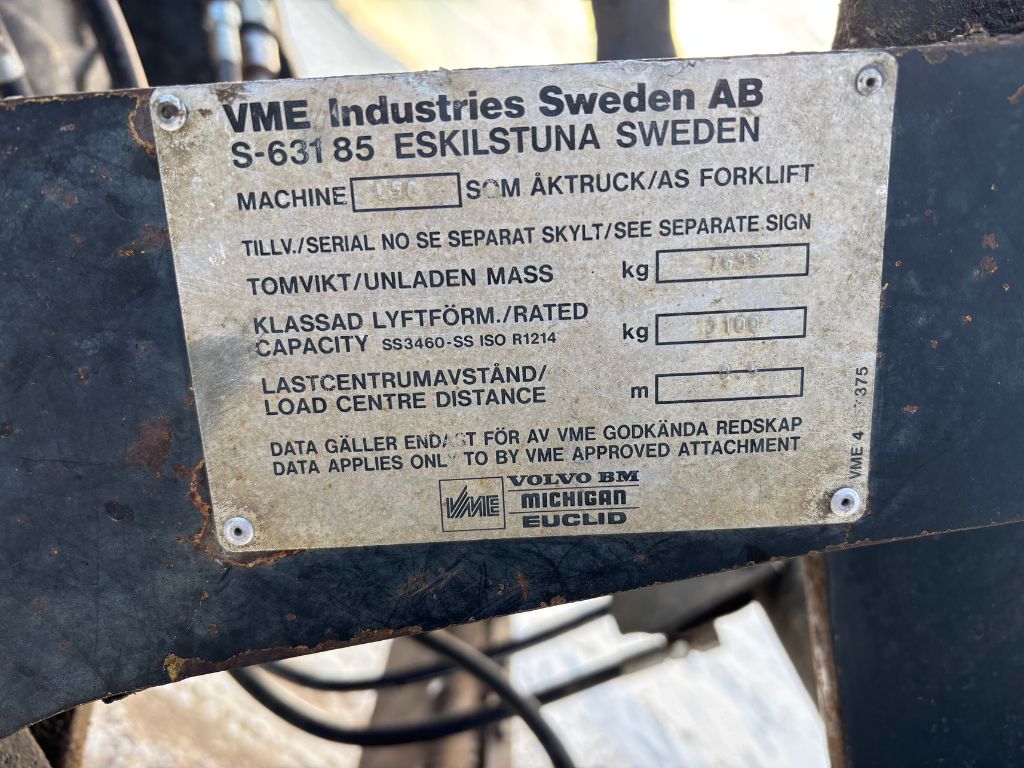 VME Industries Sweden AB
S-631 85 ESKILSTUNA SWEDEN
MACHINE SOM ÅKTRUCK/AS FORKLIFT
TILLV./SERIAL NO SE SEPARAT SKYLT/SEE SEPARATE SIGN
TOMVIKT/UNLADEN MASS kg
KLASSAD LYFTFÖRM./RATED
CAPACITY SS3460-SS ISO R1214 kg
LASTCENTRUMAVSTÅND/
LOAD CENTRE DISTANCE m
DATA GÄLLER ENDAST FÖR AV VME GODKÄNDA REDSKAP
DATA APPLIES ONLY TO BY VME APPROVED ATTACHMENT
VME
VOLVO BM
MICHIGAN
EUCLID
VME 4 375